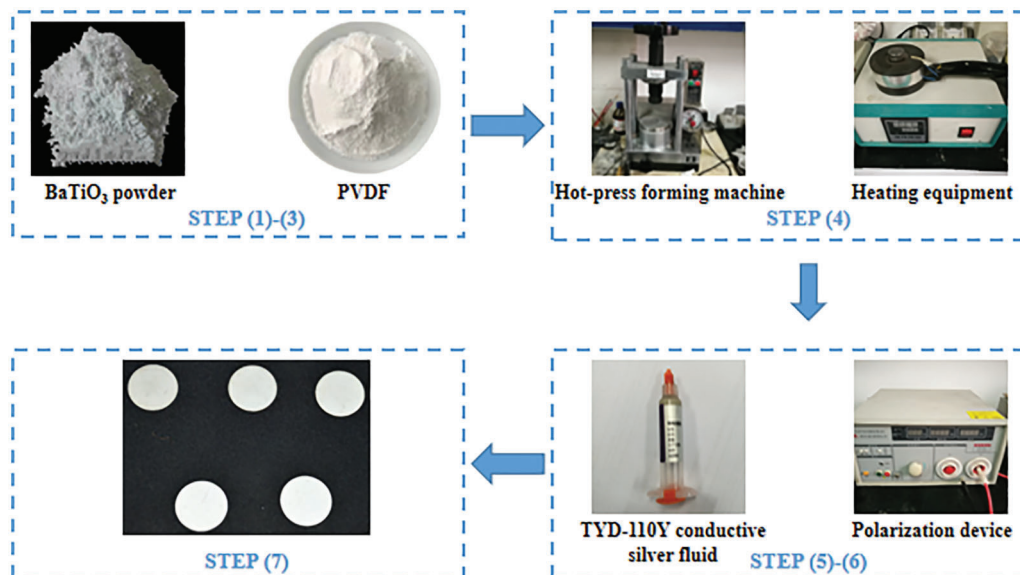 BaTiO₃ powder
PVDF
STEP (1)-(3)
Hot-press forming machine
Heating equipment
STEP (4)
TYD-110Y conductive
silver fluid
Polarization device
STEP (5)-(6)
STEP (7)